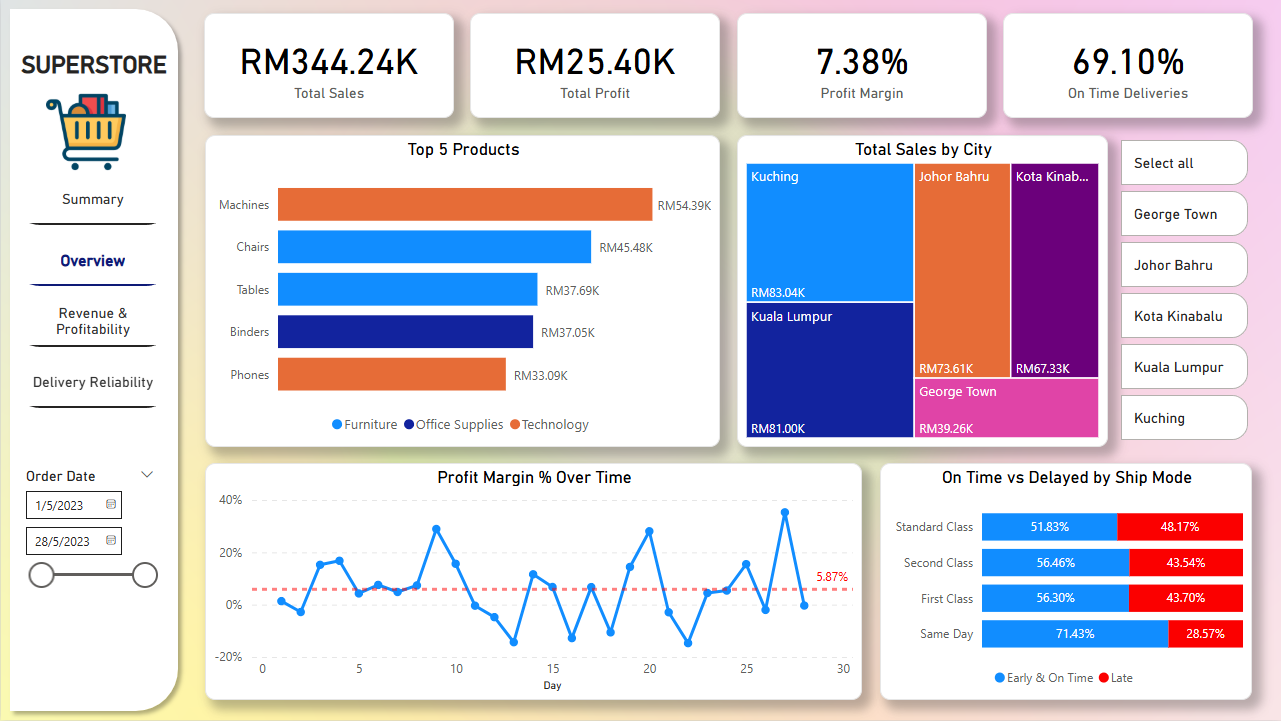 SUPERSTORE
Summary
Overview
Revenue &
Profitability
Delivery Reliability
Order Date
1/5/2023
28/5/2023
RM344.24K
Total Sales
RM25.40K
Total Profit
7.38%
Profit Margin
69.10%
On Time Deliveries
Top 5 Products
Machines RM54.39K
Chairs RM45.48K
Tables RM37.69K
Binders RM37.05K
Phones RM33.09K
Furniture Office Supplies Technology
Total Sales by City
Kuching
RM83.04K
Kuala Lumpur
RM81.00K
Johor Bahru
RM73.61K
Kota Kinab...
RM67.33K
George Town
RM39.26K
Select all
George Town
Johor Bahru
Kota Kinabalu
Kuala Lumpur
Kuching
Profit Margin % Over Time
40%
20%
0%
-20%
5.87%
0 5 10 15 20 25 30
Day
On Time vs Delayed by Ship Mode
Standard Class 51.83% 48.17%
Second Class 56.46% 43.54%
First Class 56.30% 43.70%
Same Day 71.43% 28.57%
Early & On Time Late